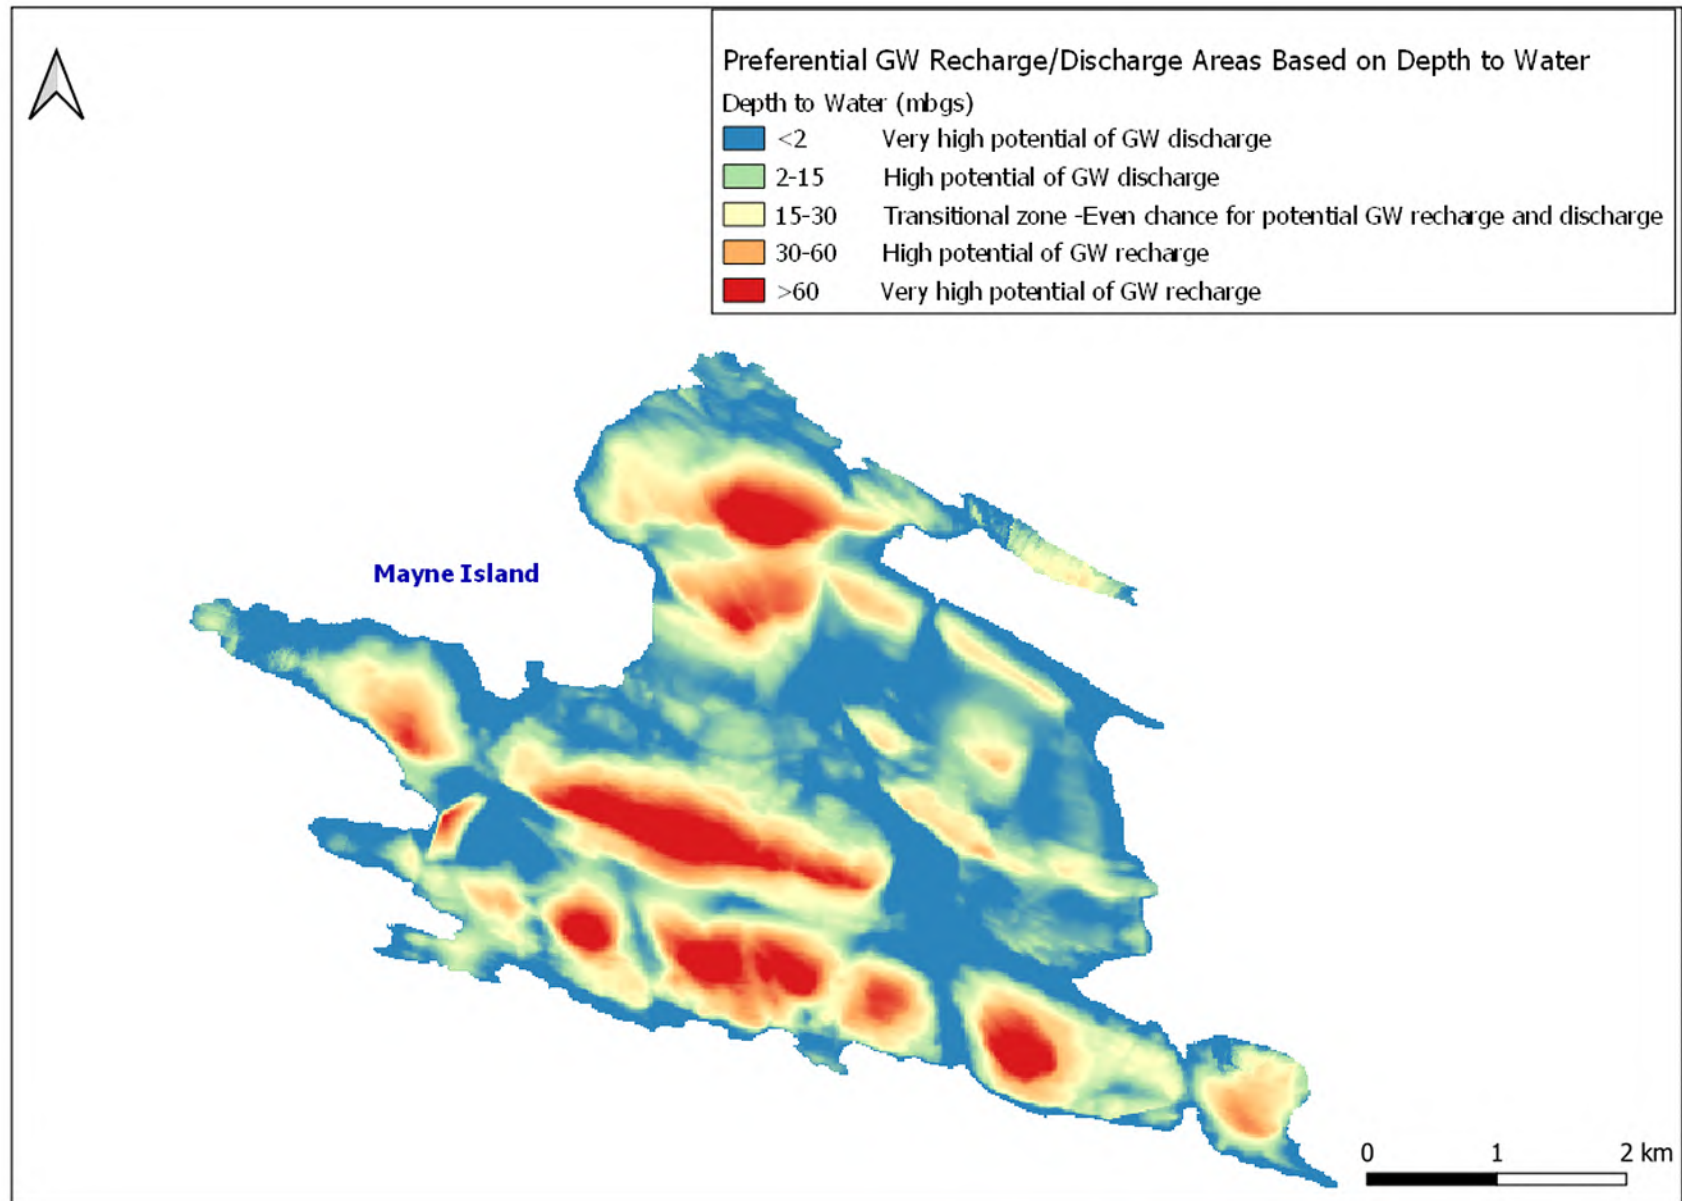 Preferential GW Recharge/Discharge Areas Based on Depth to Water
Depth to Water (mbgs)
<2 Very high potential of GW discharge
2-15 High potential of GW discharge
15-30 Transitional zone -Even chance for potential GW recharge and discharge
30-60 High potential of GW recharge
>60 Very high potential of GW recharge
Mayne Island
0 1 2 km